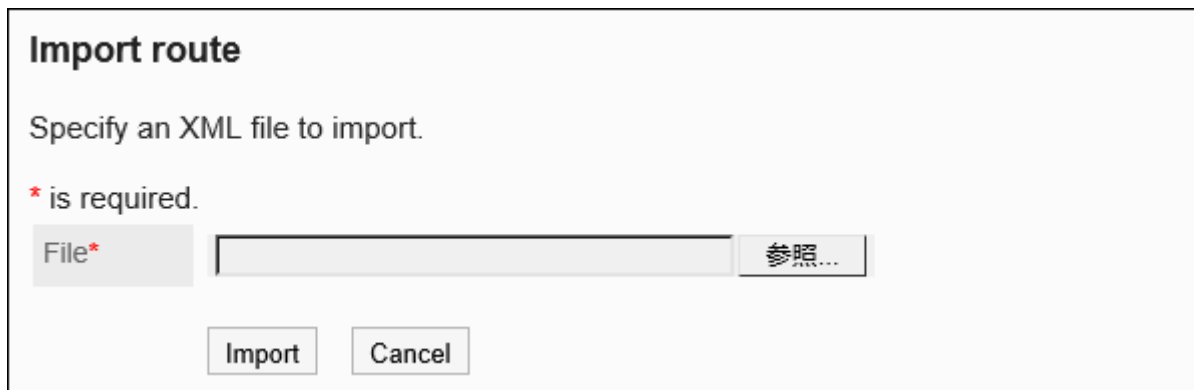 Import route
Specify an XML file to import.
* is required.
File* 参照...
Import Cancel